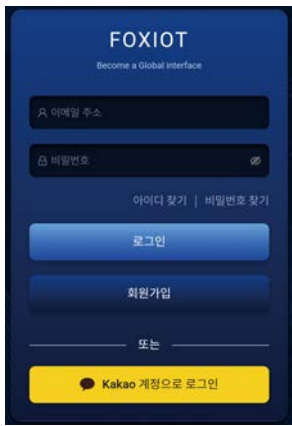 FOXIOT
Become a Global interface
이메일 주소
비밀번호
아이디 찾기 | 비밀번호 찾기
로그인
회원가입
또는
Kakao 계정으로 로그인